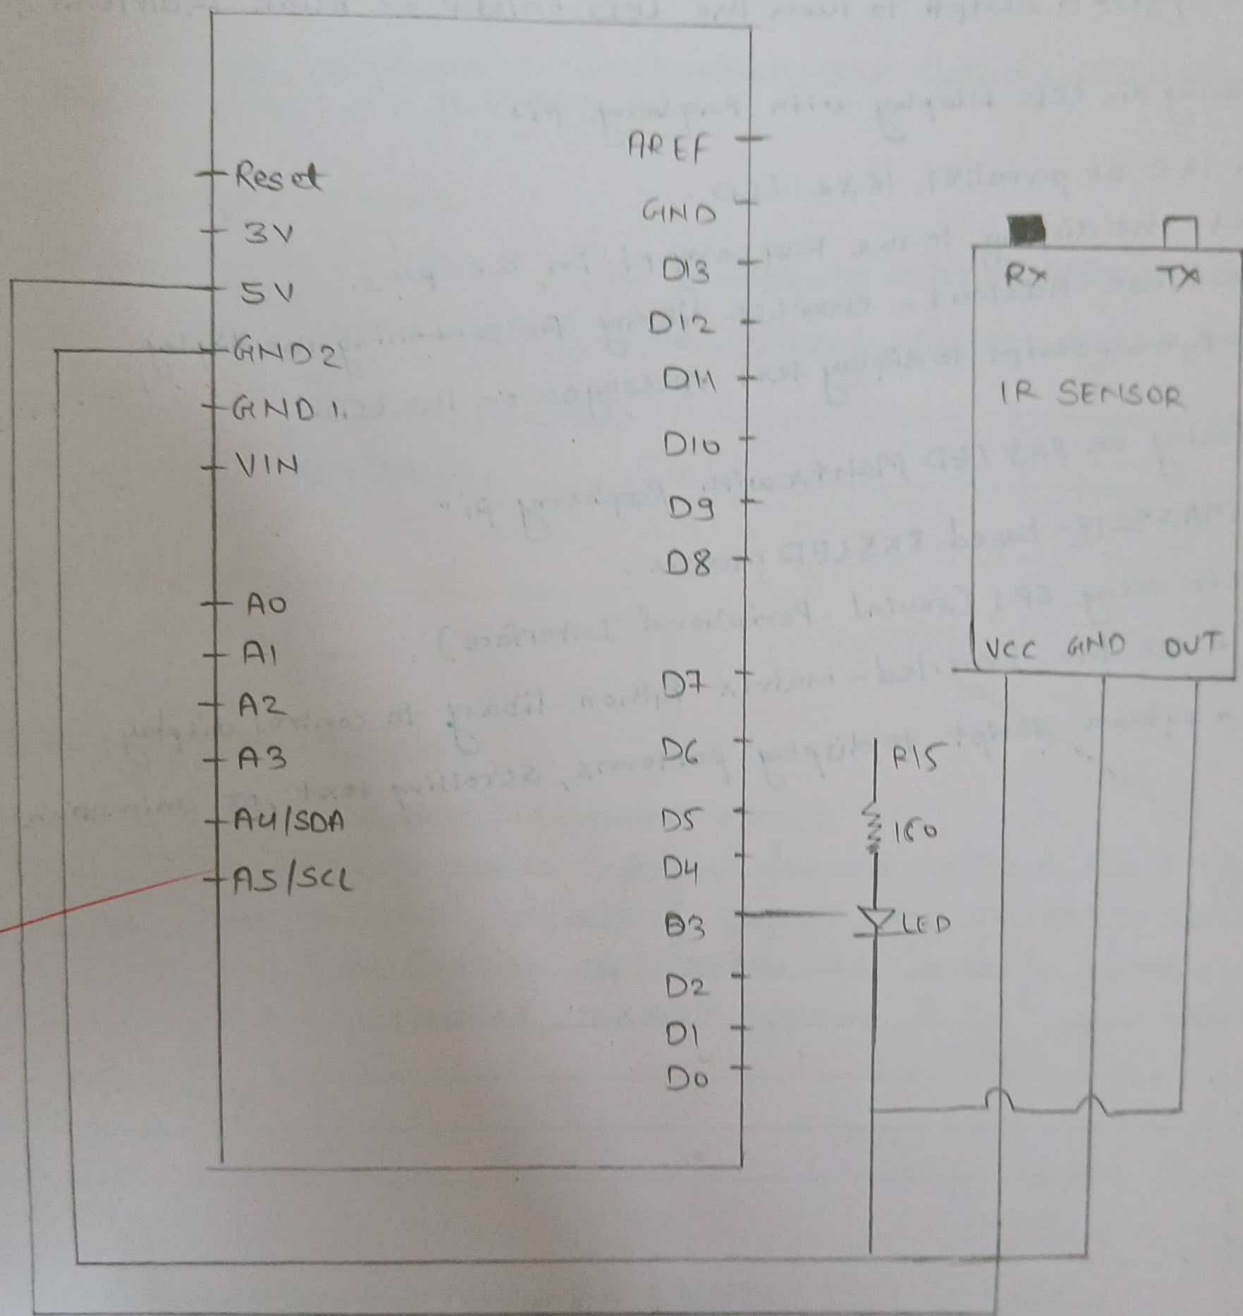 Reset
3V
5V
GND2
GND1
VIN
A0
A1
A2
A3
A4/SDA
A5/SCL
AREF
GND
D13
D12
D11
D10
D9
D8
D7
D6
D5
D4
D3
D2
D1
D0
R15
LED
RX TX
IR SENSOR
VCC GND OUT